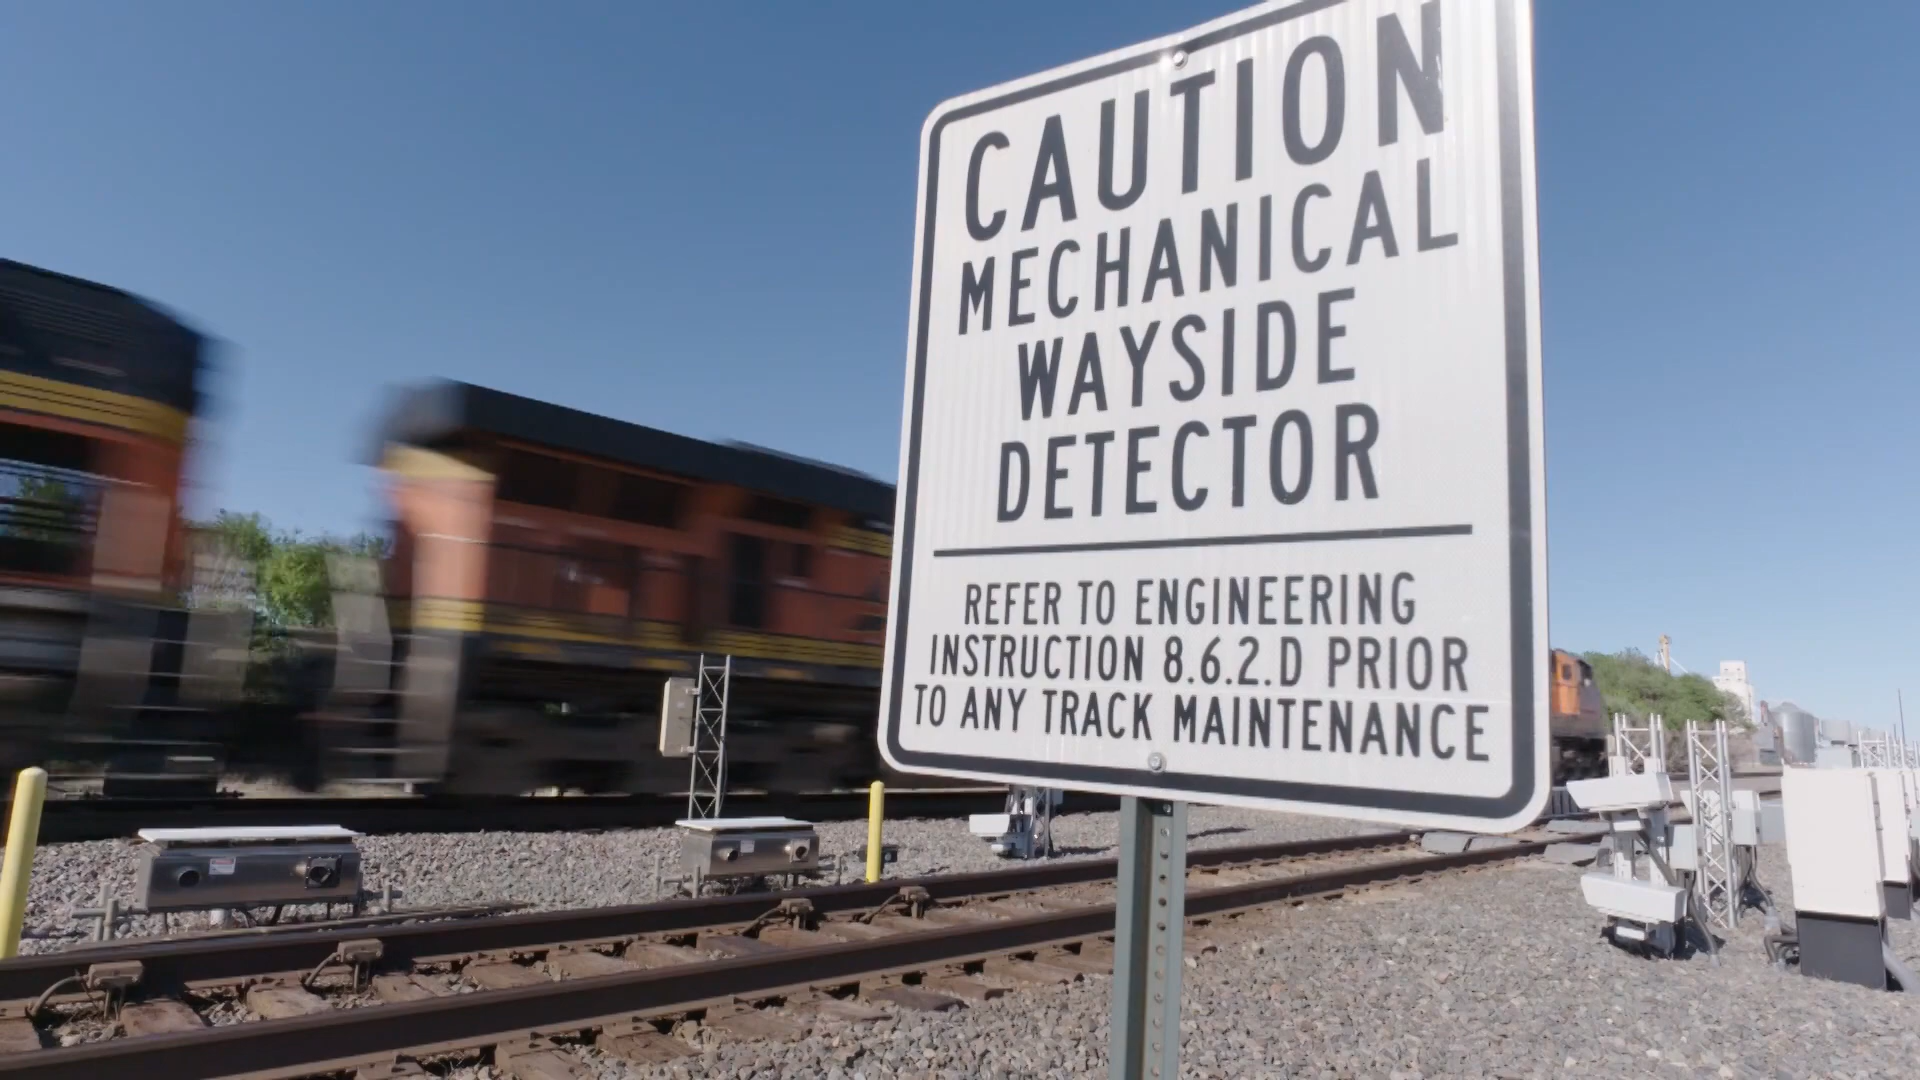 CAUTION
MECHANICAL
WAYSIDE
DETECTOR
REFER TO ENGINEERING
INSTRUCTION 8.6.2.D PRIOR
TO ANY TRACK MAINTENANCE